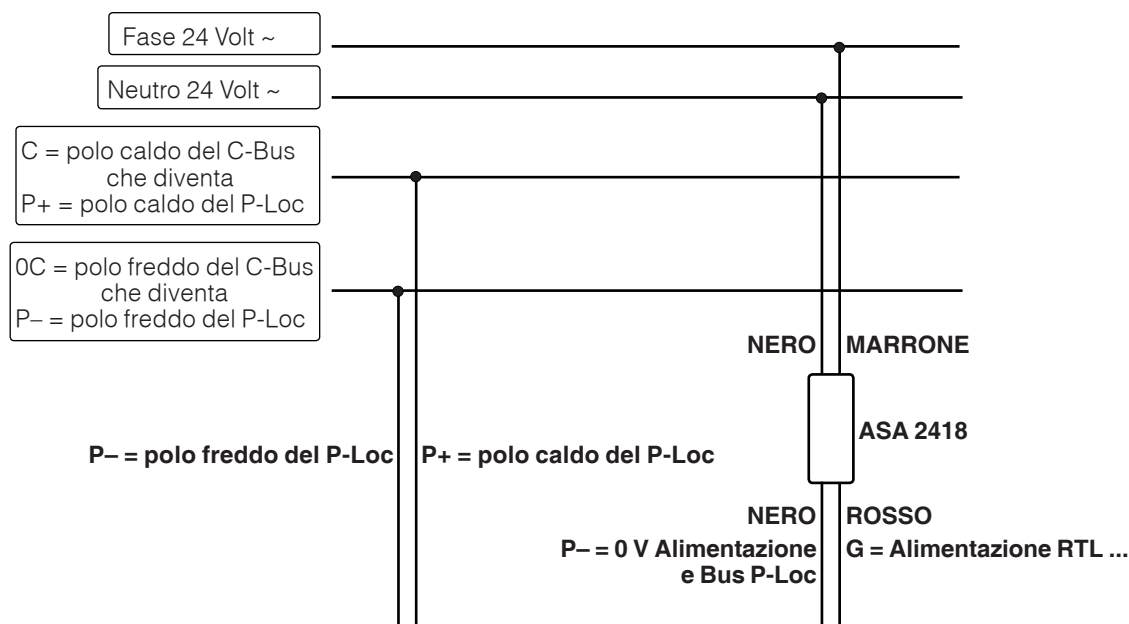 Fase 24 Volt ~
Neutro 24 Volt ~
C = polo caldo del C-Bus
che diventa
P+ = polo caldo del P-Loc
0C = polo freddo del C-Bus
che diventa
P– = polo freddo del P-Loc
NERO
MARRONE
ASA 2418
P– = polo freddo del P-Loc
P+ = polo caldo del P-Loc
NERO
ROSSO
P– = 0 V Alimentazione
e Bus P-Loc
G = Alimentazione RTL ...